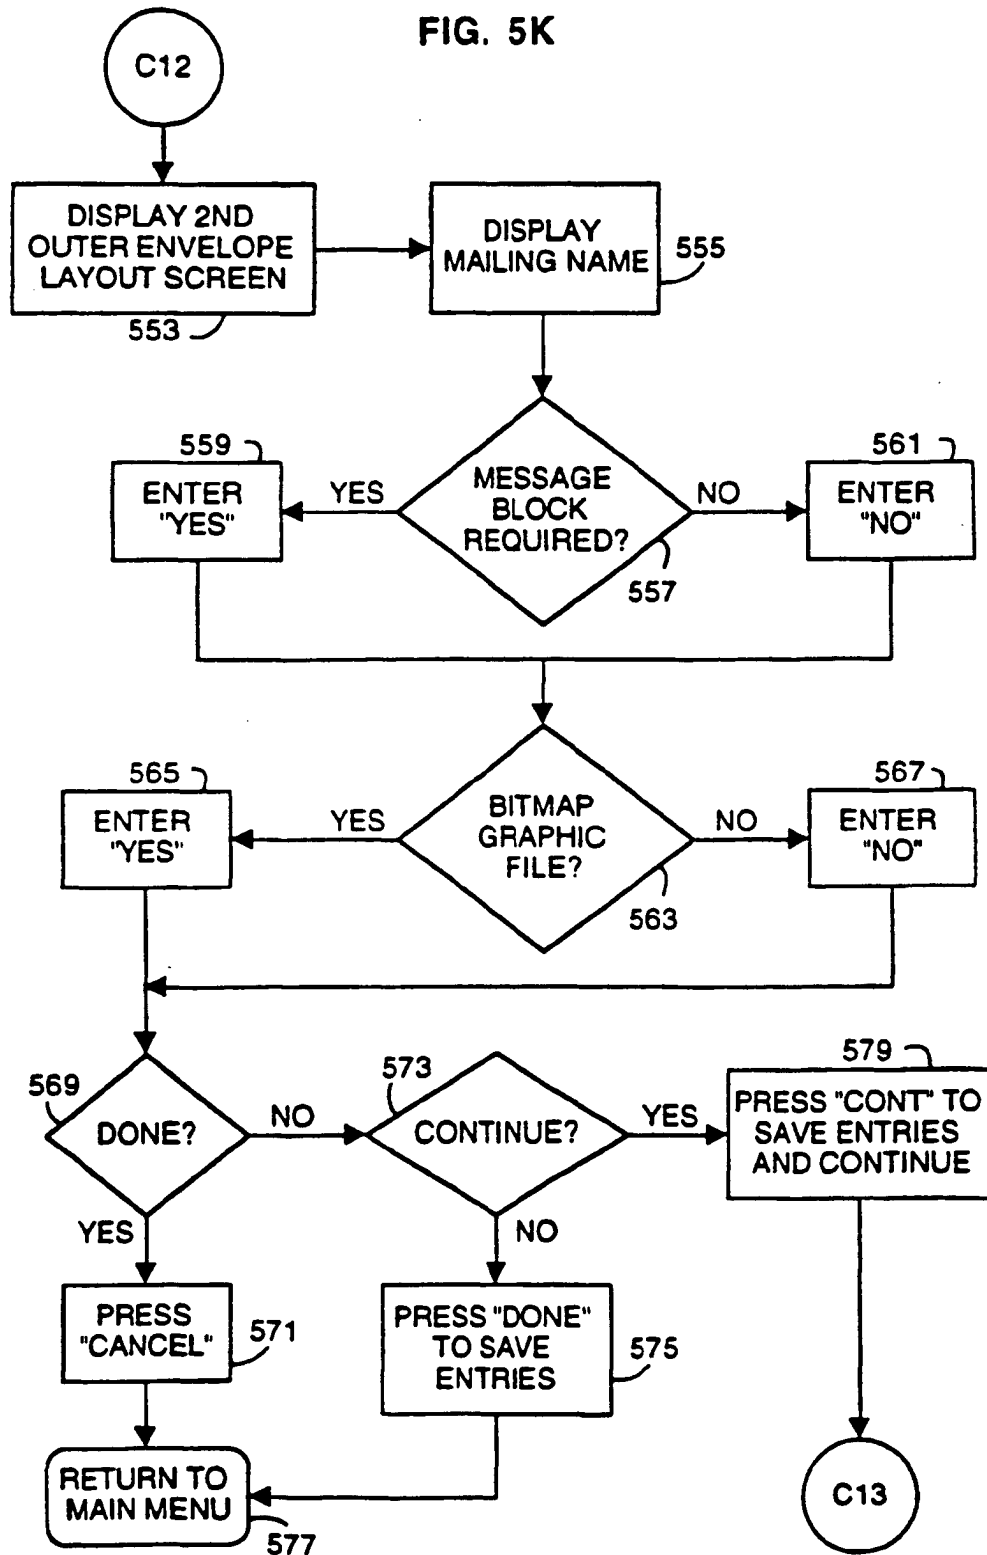 FIG. 5K
C12
DISPLAY 2ND
OUTER ENVELOPE
LAYOUT SCREEN
553
DISPLAY
MAILING NAME
555
MESSAGE
BLOCK
REQUIRED?
557
YES
NO
559
ENTER
"YES"
561
ENTER
"NO"
BITMAP
GRAPHIC
FILE?
563
YES
NO
565
ENTER
"YES"
567
ENTER
"NO"
569
DONE?
NO
YES
573
CONTINUE?
YES
NO
579
PRESS "CONT" TO
SAVE ENTRIES
AND CONTINUE
PRESS
"CANCEL"
571
PRESS "DONE"
TO SAVE
ENTRIES
575
RETURN TO
MAIN MENU
577
C13